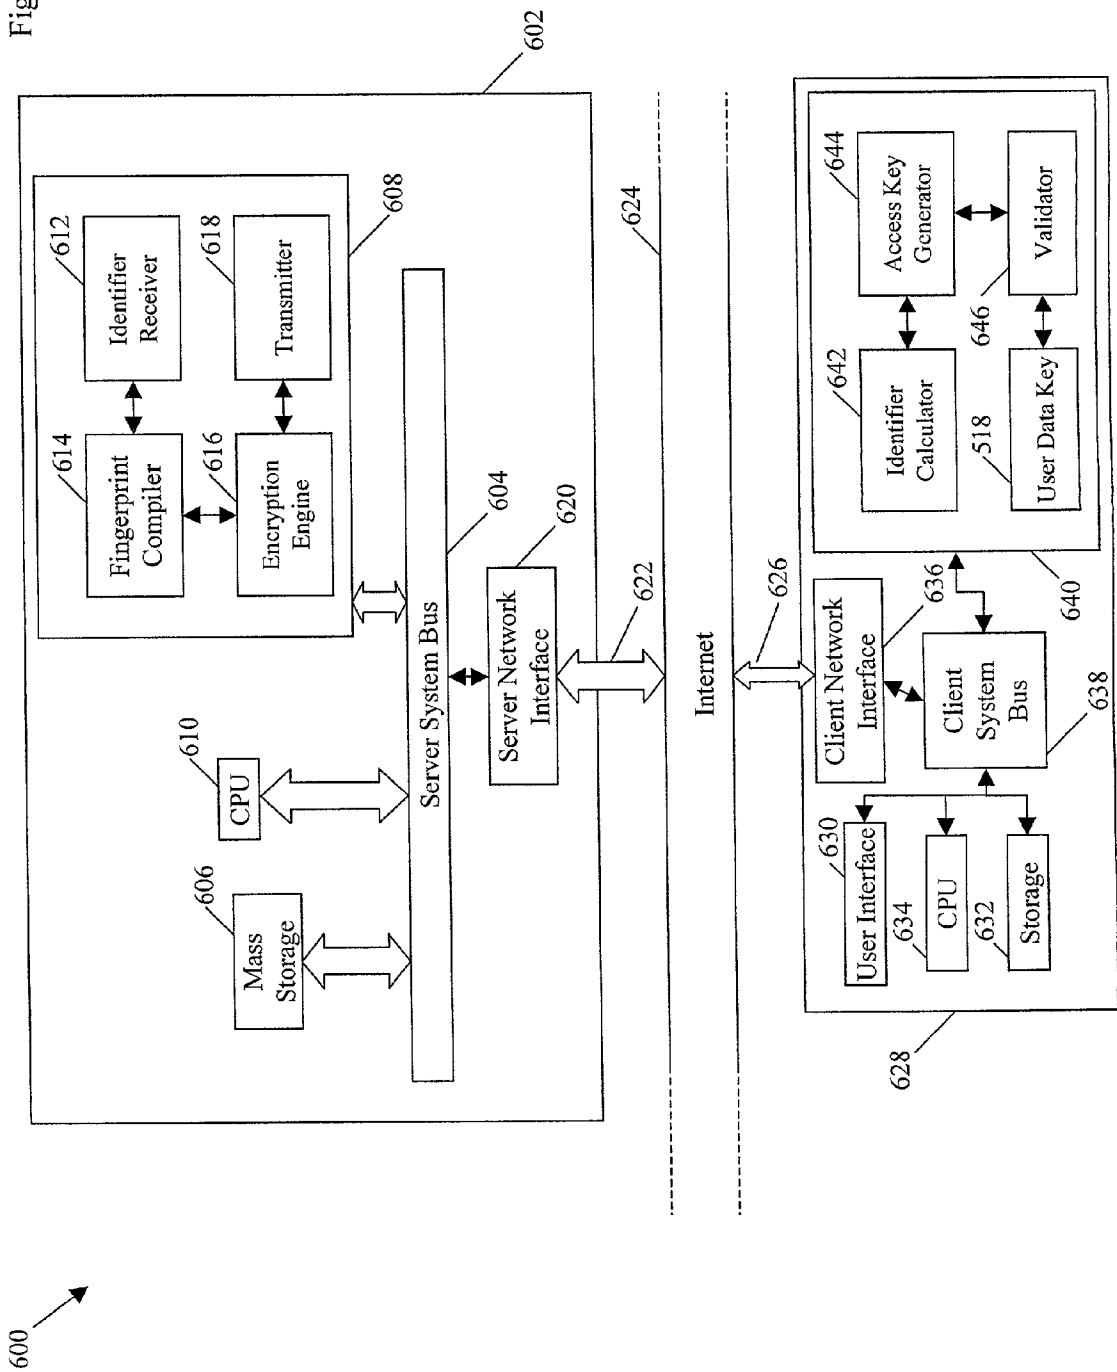 Fig
600
602
Mass
Storage
606
CPU
610
614
Fingerprint
Compiler
612
Identifier
Receiver
616
Encryption
Engine
618
Transmitter
608
Server System Bus
604
Server Network
Interface
620
622
Internet
624
626
Client Network
Interface
636
630
User Interface
634
CPU
632
Storage
628
Client
System
Bus
638
640
642
Identifier
Calculator
644
Access Key
Generator
518
User Data Key
646
Validator